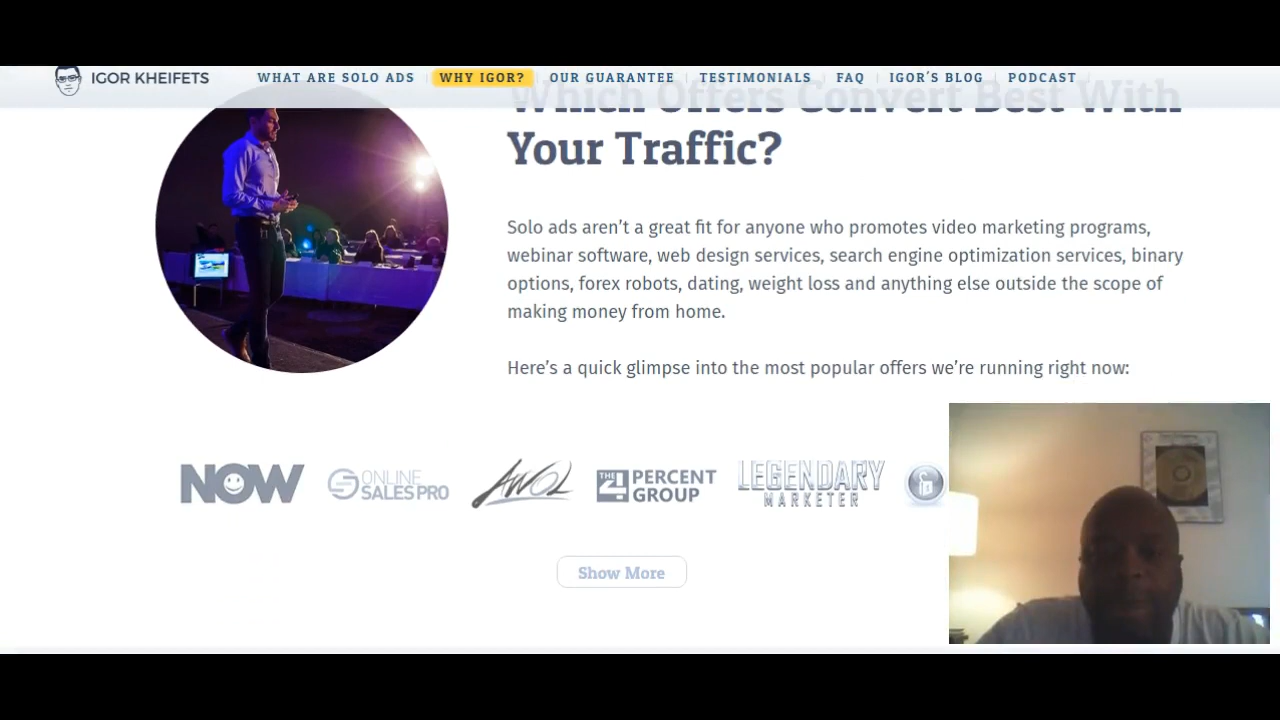 IGOR KHEIFETS
WHAT ARE SOLO ADS
WHY IGOR?
OUR GUARANTEE
TESTIMONIALS
FAQ
IGOR'S BLOG
PODCAST
Which Offers Convert Best With
Your Traffic?
Solo ads aren’t a great fit for anyone who promotes video marketing programs,
webinar software, web design services, search engine optimization services, binary
options, forex robots, dating, weight loss and anything else outside the scope of
making money from home.
Here’s a quick glimpse into the most popular offers we’re running right now:
NOW
ONLINE
SALES PRO
AWOL
THE 4 PERCENT
GROUP
LEGENDARY
MARKETER
Show More